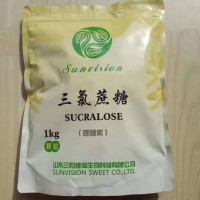 Sunvision
三氯蔗糖
SUCRALOSE
(蔗糖素)
1kg
SUNVISION SWEET CO.,LTD.